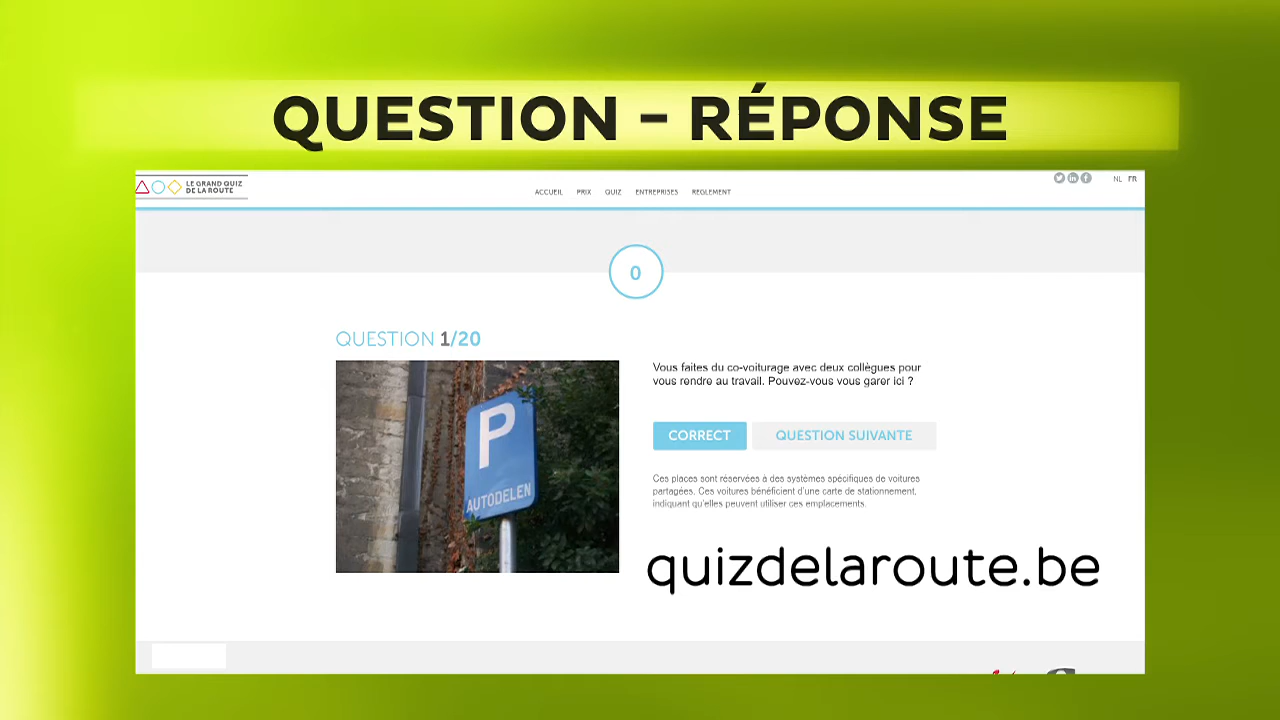 QUESTION – RÉPONSE
LE GRAND QUIZ
DE LA ROUTE
ACCUEIL PRIX QUIZ ENTREPRISES REGLEMENT
NL FR
0
QUESTION 1/20
Vous faites du co-voiturage avec deux collègues pour
vous rendre au travail. Pouvez-vous vous garer ici ?
P
AUTODELEN
CORRECT QUESTION SUIVANTE
Ces places sont réservées à des systèmes spécifiques de voitures
partagées. Ces voitures bénéficient d'une carte de stationnement,
indiquant qu'elles peuvent utiliser ces emplacements.
quizdelaroute.be